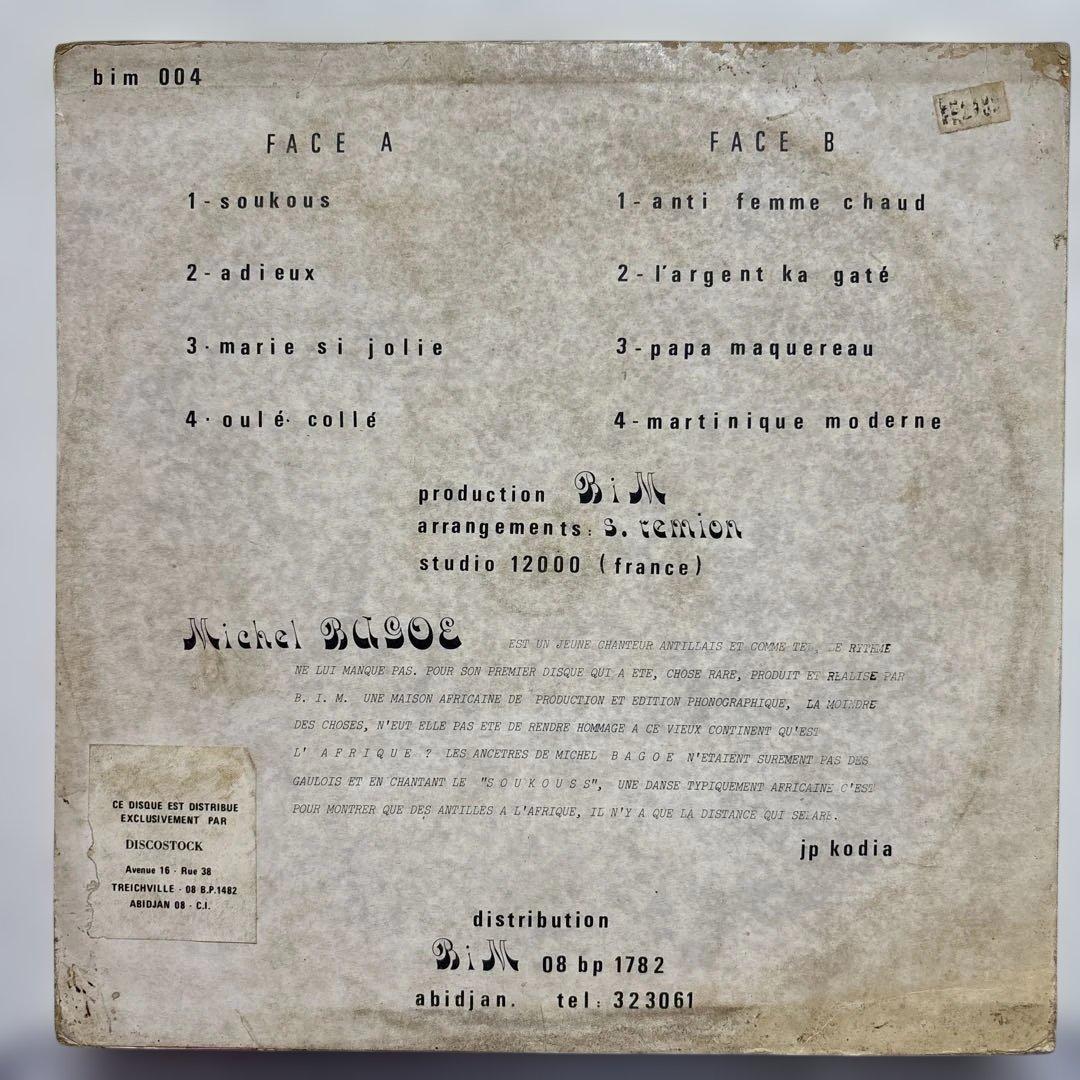 bim 004
FACE A
1-soukous
2-adieux
3·marie si jolie
4·oulé· collé
FACE B
1-anti femme chaud
2-l'argent ka gaté
3-papa maquereau
4-martinique moderne
production BiM
arrangements: s. remion
studio 12000 (france)
Michel BAGOE EST UN JEUNE CHANTEUR ANTILLAIS ET COMME RYTHME
NE LUI MANQUE PAS. POUR SON PREMIER DISQUE QUI A ETE, CHOSE RARE, PRODUIT ET REALISE PAR
B. I. M. UNE MAISON AFRICAINE DE PRODUCTION ET EDITION PHONOGRAPHIQUE, LA MOINDRE
DES CHOSES, N'EUT ELLE PAS ETE DE RENDRE HOMMAGE A CE VIEUX CONTINENT QU'EST
L' AFRIQUE ? LES ANCETRES DE MICHEL BAGOE N'ETAIENT SUREMENT PAS DES
GAULOIS ET EN CHANTANT LE "SOUKOUSS", UNE DANSE TYPIQUEMENT AFRICAINE C'EST
POUR MONTRER QUE DES ANTILLES A L'AFRIQUE, IL N'Y A QUE LA DISTANCE QUI
jp kodia
CE DISQUE EST DISTRIBUE
EXCLUSIVEMENT PAR
DISCOSTOCK
Avenue 16 - Rue 38
TREICHVILLE - 08 B.P.1482
ABIDJAN 08 - C.I.
distribution
BiM 08 bp 1782
abidjan. tel: 323061